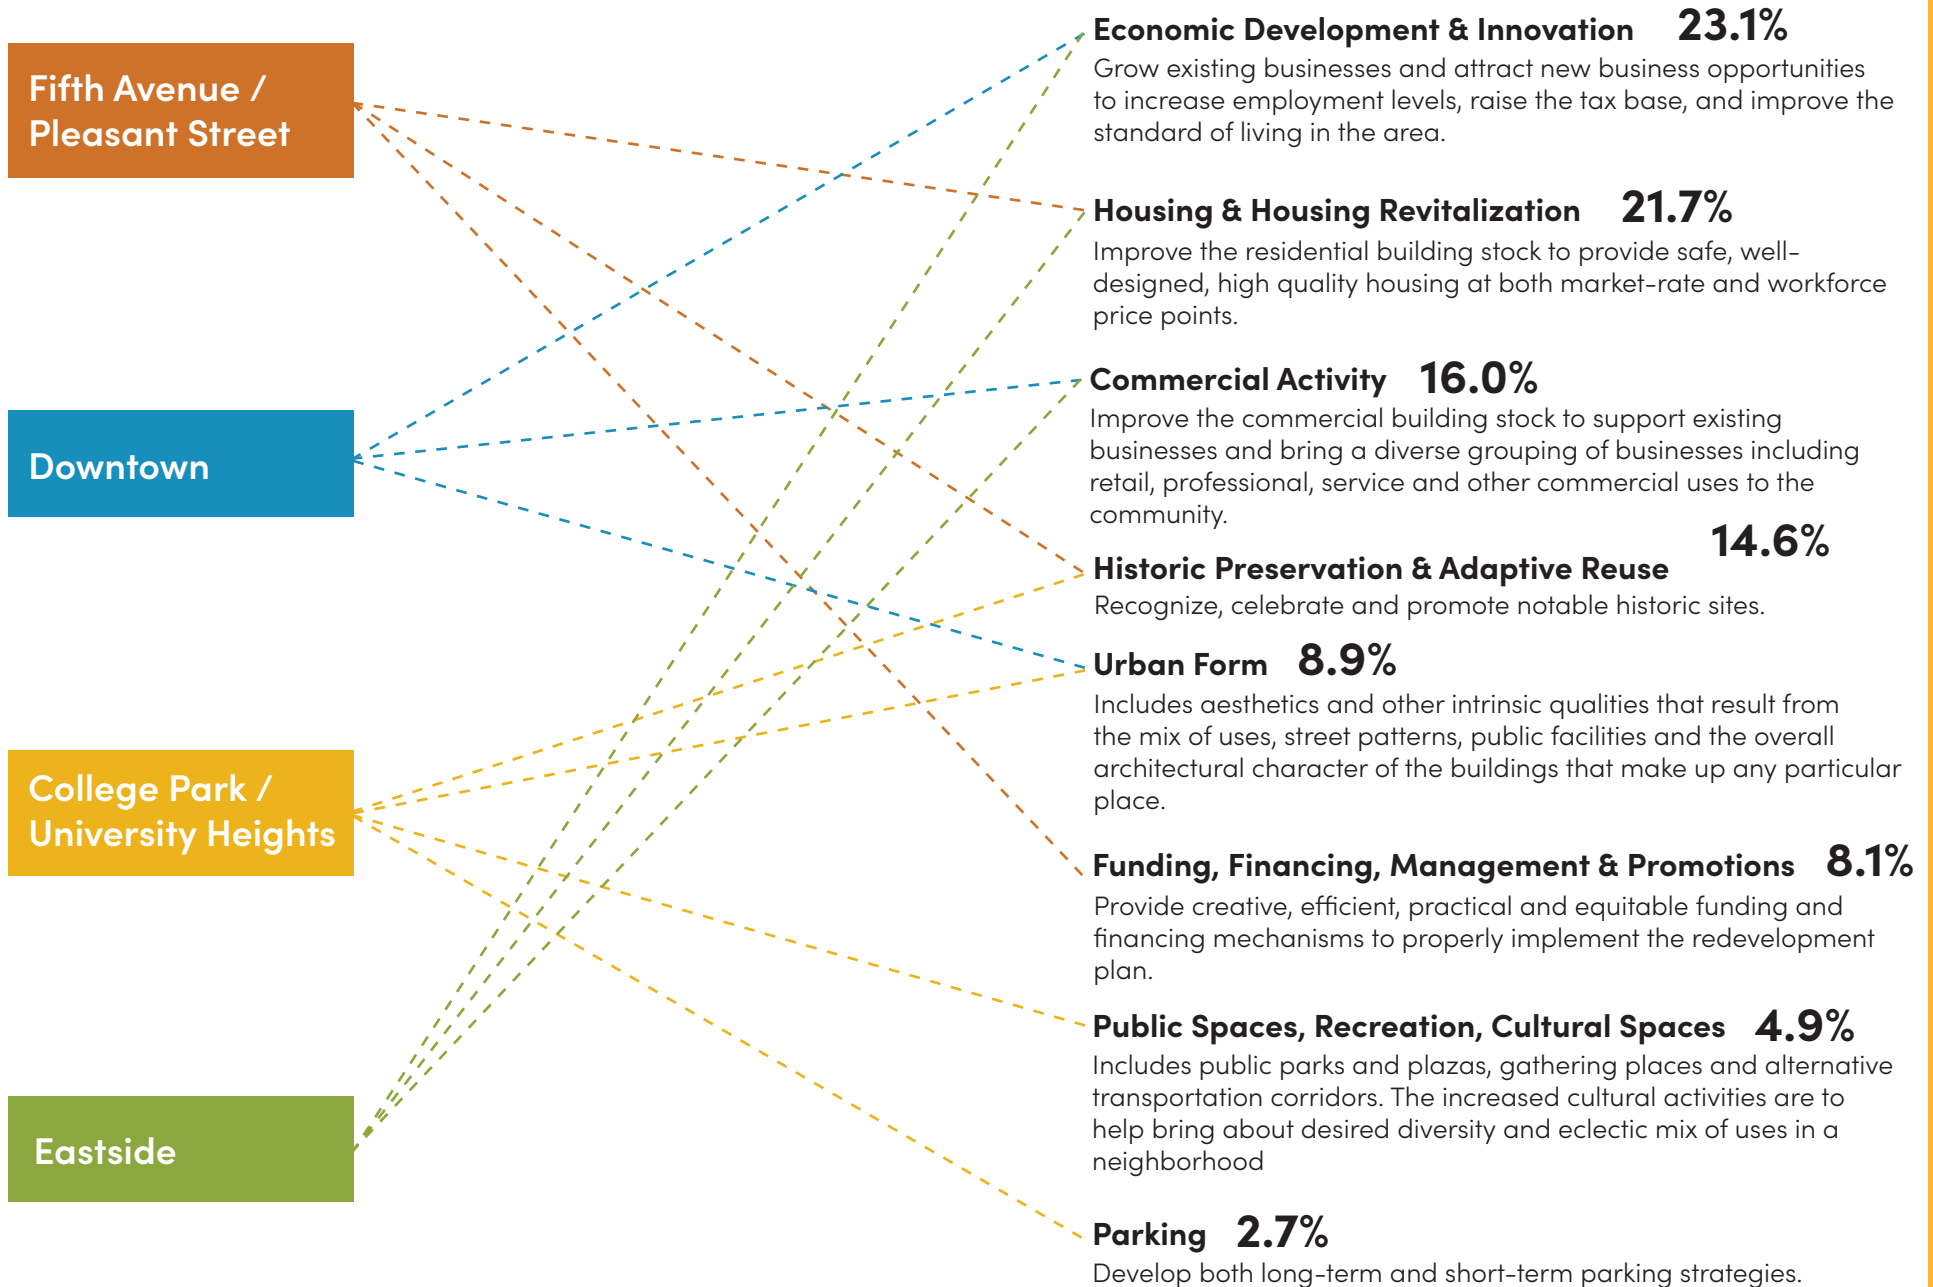 Fifth Avenue /
Pleasant Street
Downtown
College Park /
University Heights
Eastside
Economic Development & Innovation 23.1%
Grow existing businesses and attract new business opportunities
to increase employment levels, raise the tax base, and improve the
standard of living in the area.
Housing & Housing Revitalization 21.7%
Improve the residential building stock to provide safe, well-
designed, high quality housing at both market-rate and workforce
price points.
Commercial Activity 16.0%
Improve the commercial building stock to support existing
businesses and bring a diverse grouping of businesses including
retail, professional, service and other commercial uses to the
community.
Historic Preservation & Adaptive Reuse 14.6%
Recognize, celebrate and promote notable historic sites.
Urban Form 8.9%
Includes aesthetics and other intrinsic qualities that result from
the mix of uses, street patterns, public facilities and the overall
architectural character of the buildings that make up any particular
place.
Funding, Financing, Management & Promotions 8.1%
Provide creative, efficient, practical and equitable funding and
financing mechanisms to properly implement the redevelopment
plan.
Public Spaces, Recreation, Cultural Spaces 4.9%
Includes public parks and plazas, gathering places and alternative
transportation corridors. The increased cultural activities are to
help bring about desired diversity and eclectic mix of uses in a
neighborhood
Parking 2.7%
Develop both long-term and short-term parking strategies.